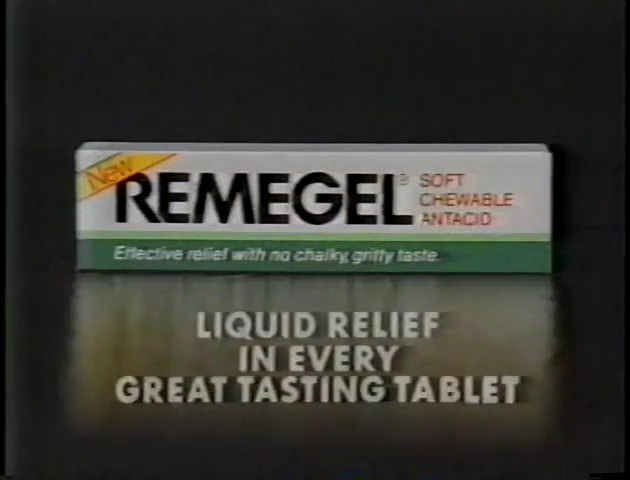 New
REMEGEL® SOFT
CHEWABLE
ANTACID
Effective relief with no chalky, gritty taste.
LIQUID RELIEF
IN EVERY
GREAT TASTING TABLET